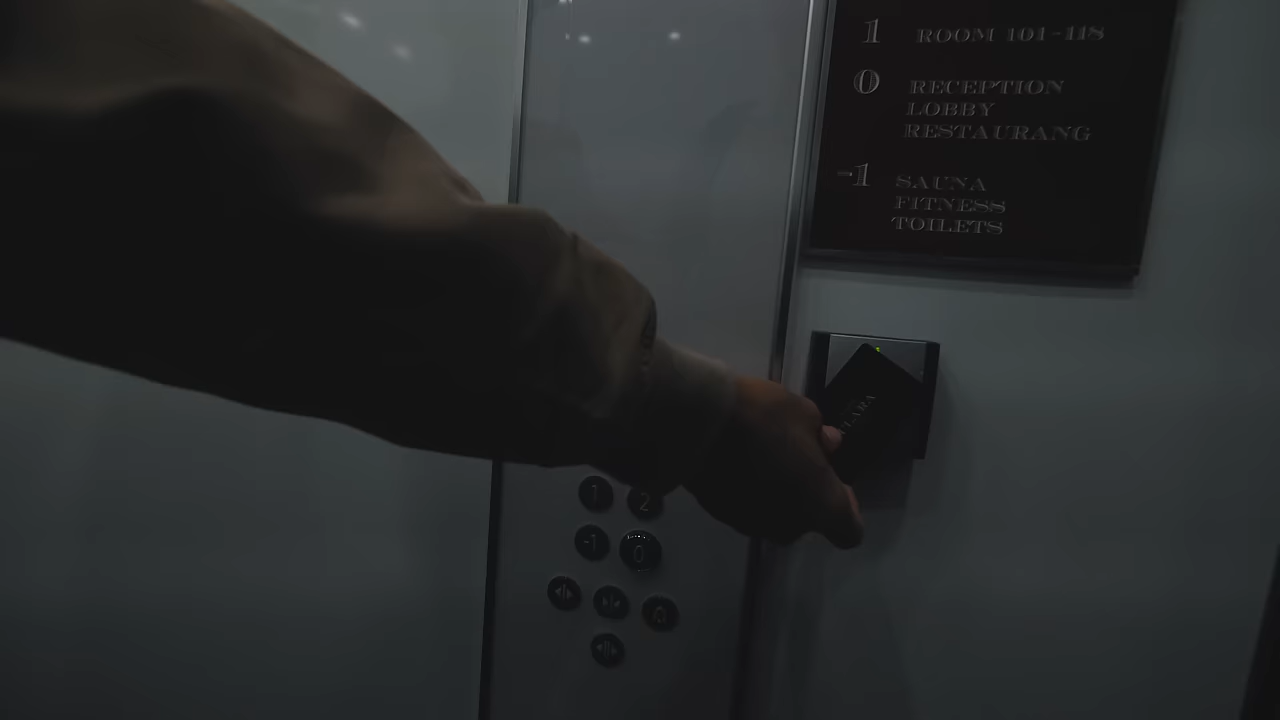 1 ROOM 101-118
0 RECEPTION
LOBBY
RESTAURANG
-1 SAUNA
FITNESS
TOILETS
1 2
-1 0